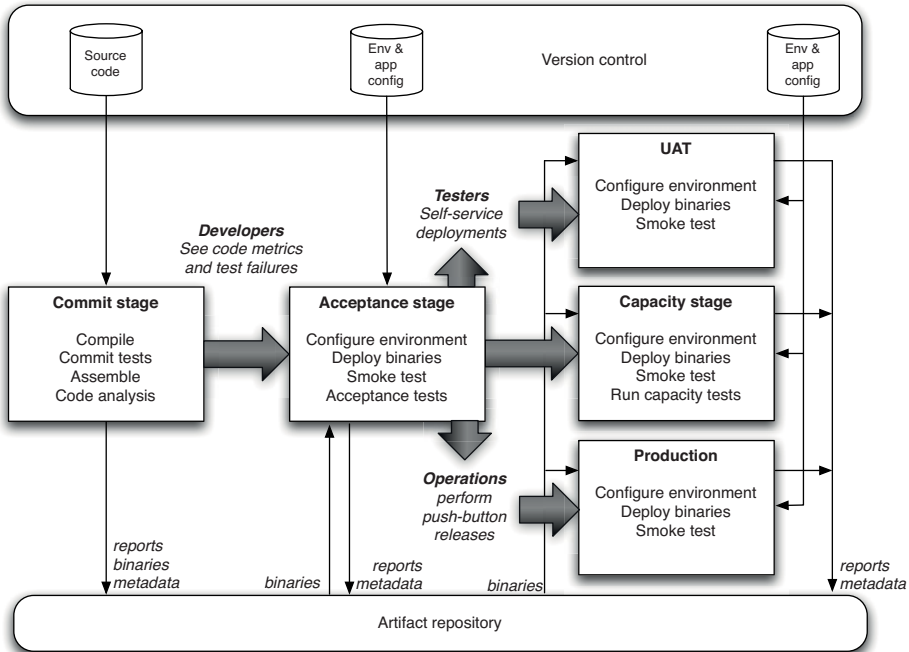 Source
code
Env &
app
config
Version control
Env &
app
config
Developers
See code metrics
and test failures
Testers
Self-service
deployments
UAT
Configure environment
Deploy binaries
Smoke test
Commit stage
Compile
Commit tests
Assemble
Code analysis
Acceptance stage
Configure environment
Deploy binaries
Smoke test
Acceptance tests
Capacity stage
Configure environment
Deploy binaries
Smoke test
Run capacity tests
Operations
perform
push-button
releases
Production
Configure environment
Deploy binaries
Smoke test
reports
binaries
metadata
binaries
reports
metadata
binaries
reports
metadata
Artifact repository